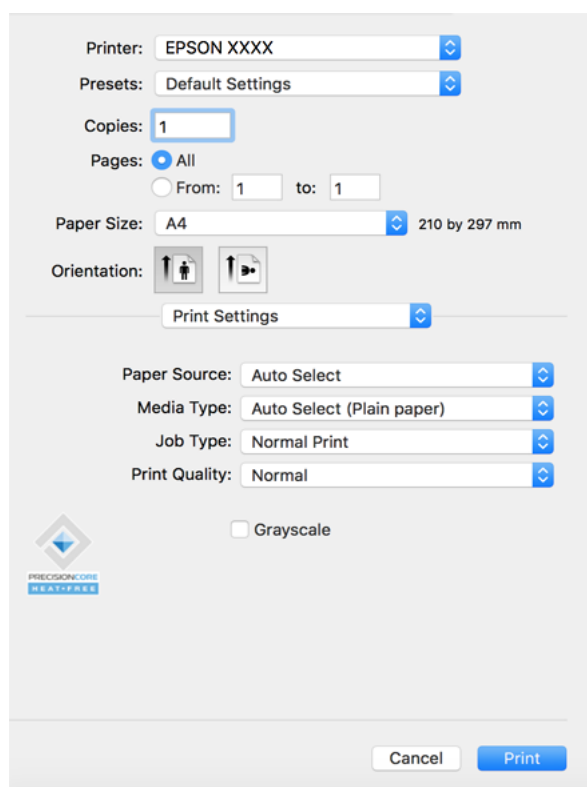 Printer: EPSON XXXX
Presets: Default Settings
Copies: 1
Pages: All
From: 1 to: 1
Paper Size: A4 210 by 297 mm
Orientation:
Print Settings
Paper Source: Auto Select
Media Type: Auto Select (Plain paper)
Job Type: Normal Print
Print Quality: Normal
Grayscale
PRECISIONCORE
HEAT-FREE
Cancel Print